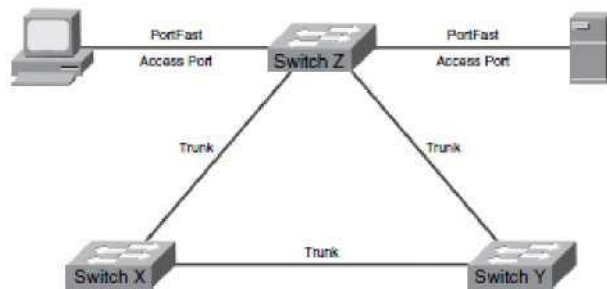 PortFast
PortFast
Access Port
Switch Z
Access Port
Trunk
Trunk
Trunk
Switch X
Switch Y